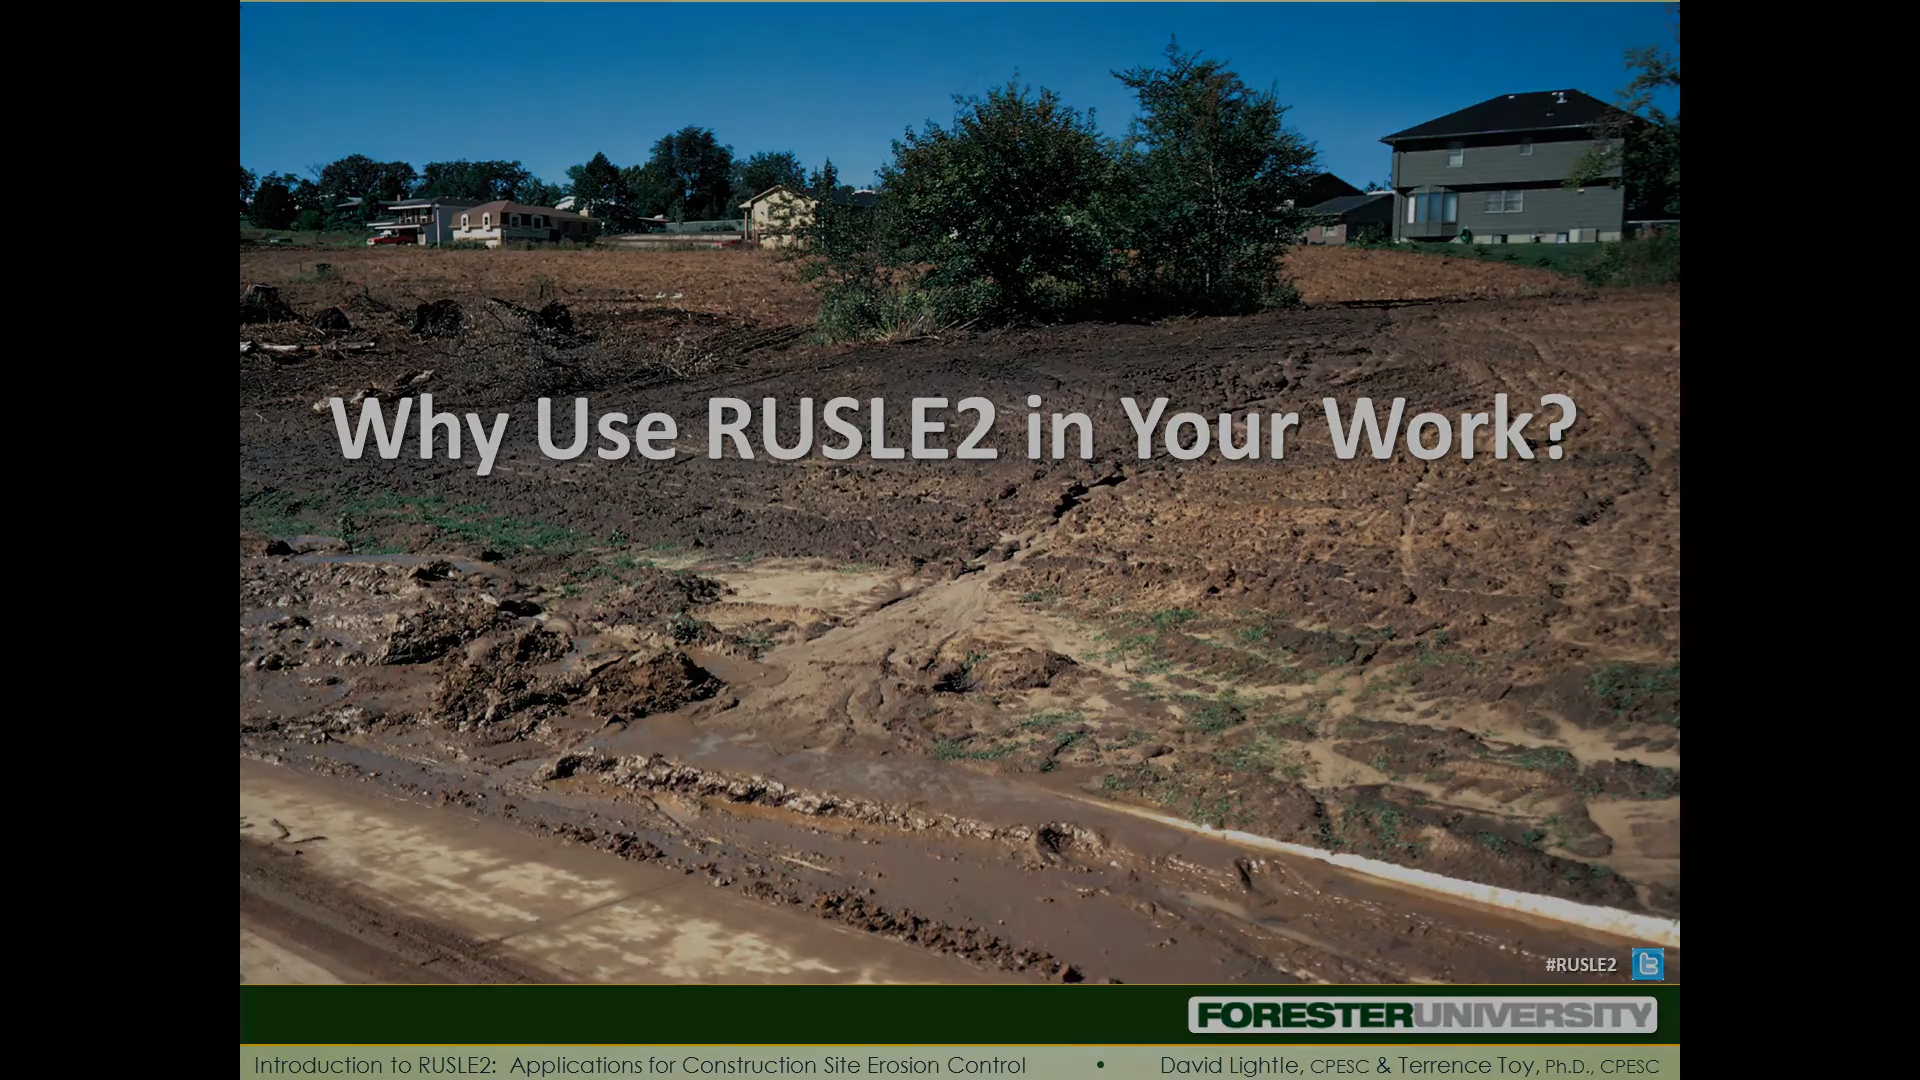 Why Use RUSLE2 in Your Work?
#RUSLE2
FORESTERUNIVERSITY
Introduction to RUSLE2: Applications for Construction Site Erosion Control • David Lightle, CPESC & Terrence Toy, Ph.D., CPESC